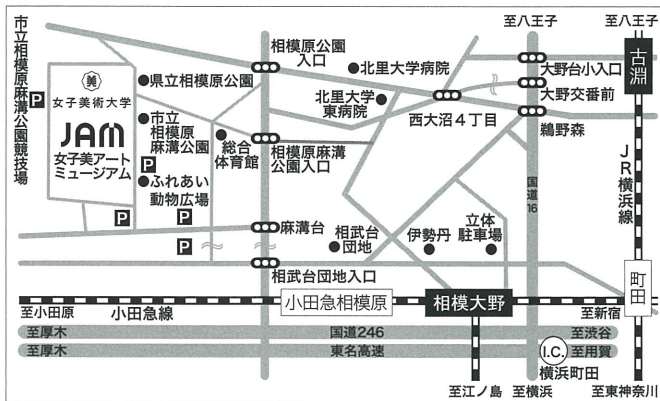 至八王子
至八王子
市立相模原麻溝公園競技場
P
美
女子美術大学
JAM
女子美アート
ミュージアム
●県立相模原公園
●市立
相模原
麻溝公園
P
●ふれあい
動物広場
P
P
P
相模原公園
入口
●北里大学病院
北里大学●
東病院
●総合
体育館
相模原麻溝
公園入口
西大沼4丁目
大野台小入口
大野交番前
鵜野森
古淵
JR横浜線
国道16
麻溝台
相武台●
団地
伊勢丹
立体
駐車場
相武台団地入口
町田
小田急相模原
相模大野
至小田原
小田急線
至新宿
至厚木
国道246
至渋谷
至厚木
東名高速
I.C.
至用賀
横浜町田
至江ノ島
至横浜
至東神奈川